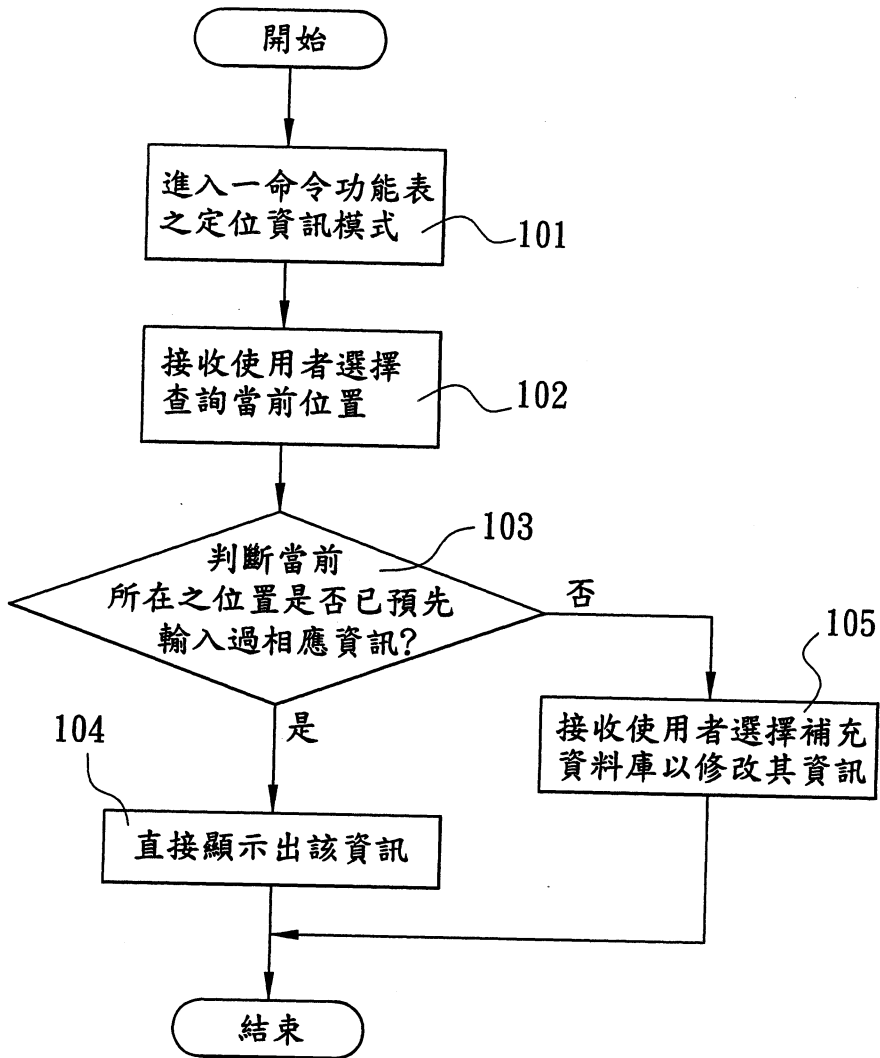 開始
進入一命令功能表
之定位資訊模式
101
接收使用者選擇
查詢當前位置
102
103
判斷當前
所在之位置是否已預先
輸入過相應資訊?
否
105
接收使用者選擇補充
資料庫以修改其資訊
是
104
直接顯示出該資訊
結束